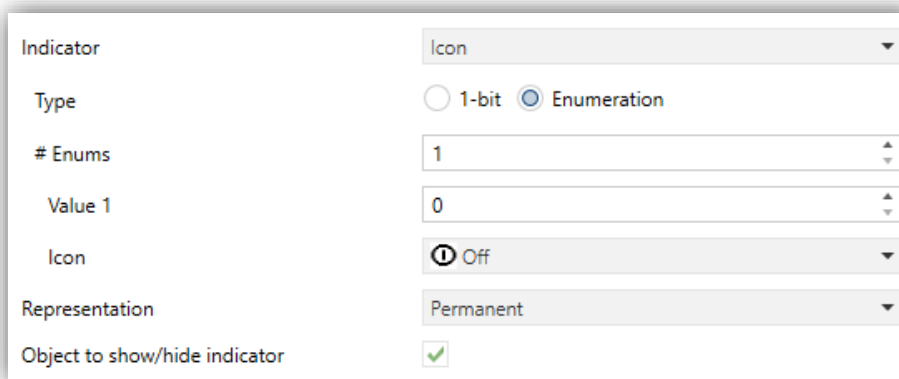 Indicator Icon
Type 1-bit Enumeration
# Enums 1
Value 1 0
Icon Off
Representation Permanent
Object to show/hide indicator